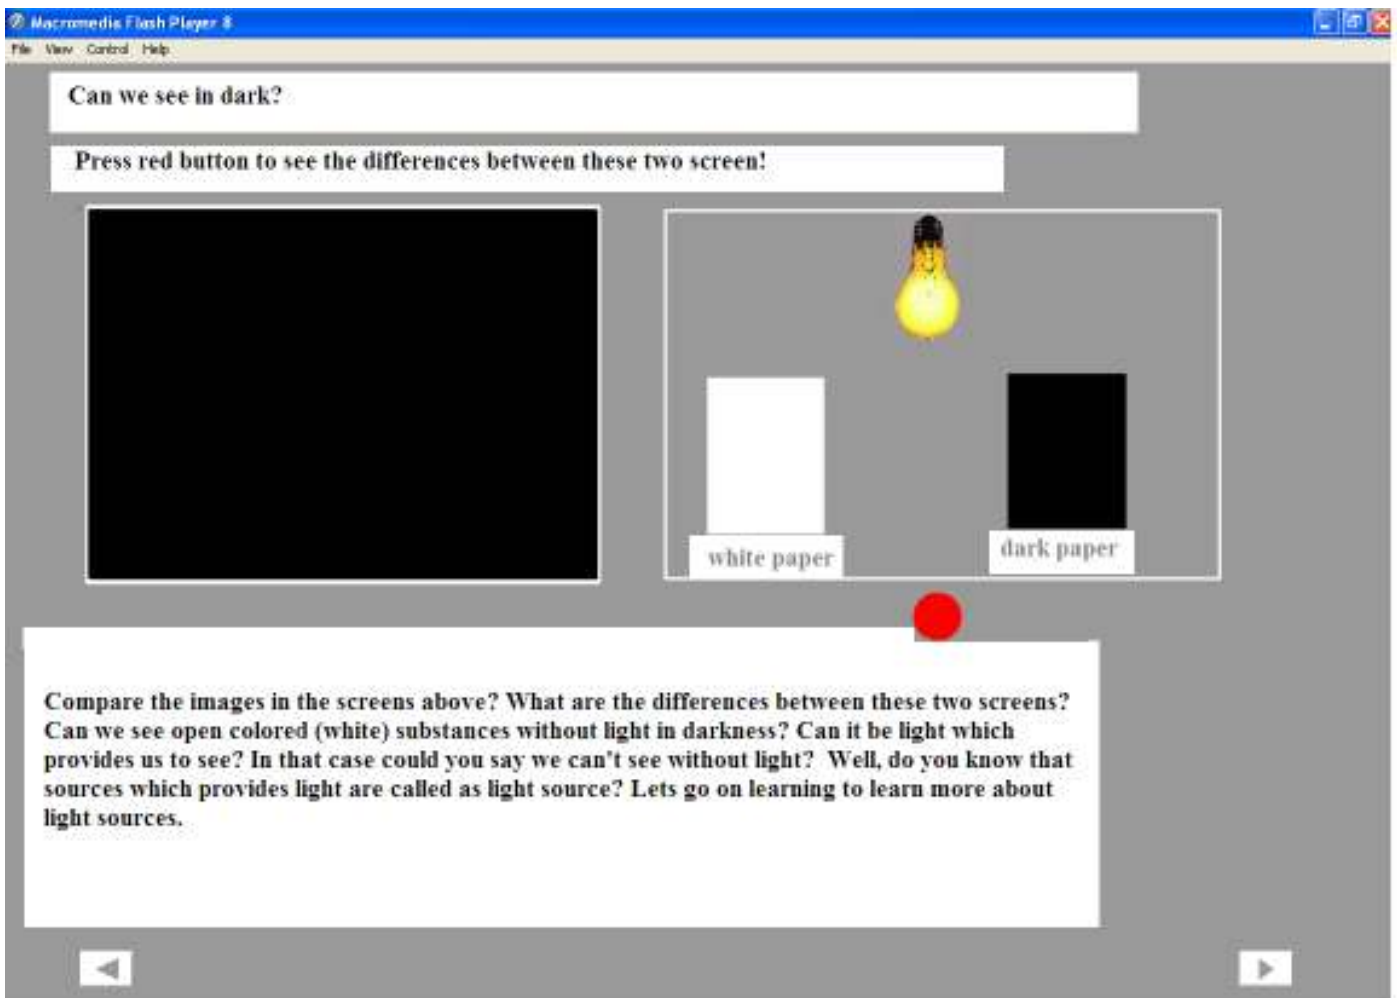 Macromedia Flash Player 8
File View Control Help
Can we see in dark?
Press red button to see the differences between these two screen!
white paper
dark paper
Compare the images in the screens above? What are the differences between these two screens?
Can we see open colored (white) substances without light in darkness? Can it be light which
provides us to see? In that case could you say we can't see without light? Well, do you know that
sources which provides light are called as light source? Lets go on learning to learn more about
light sources.